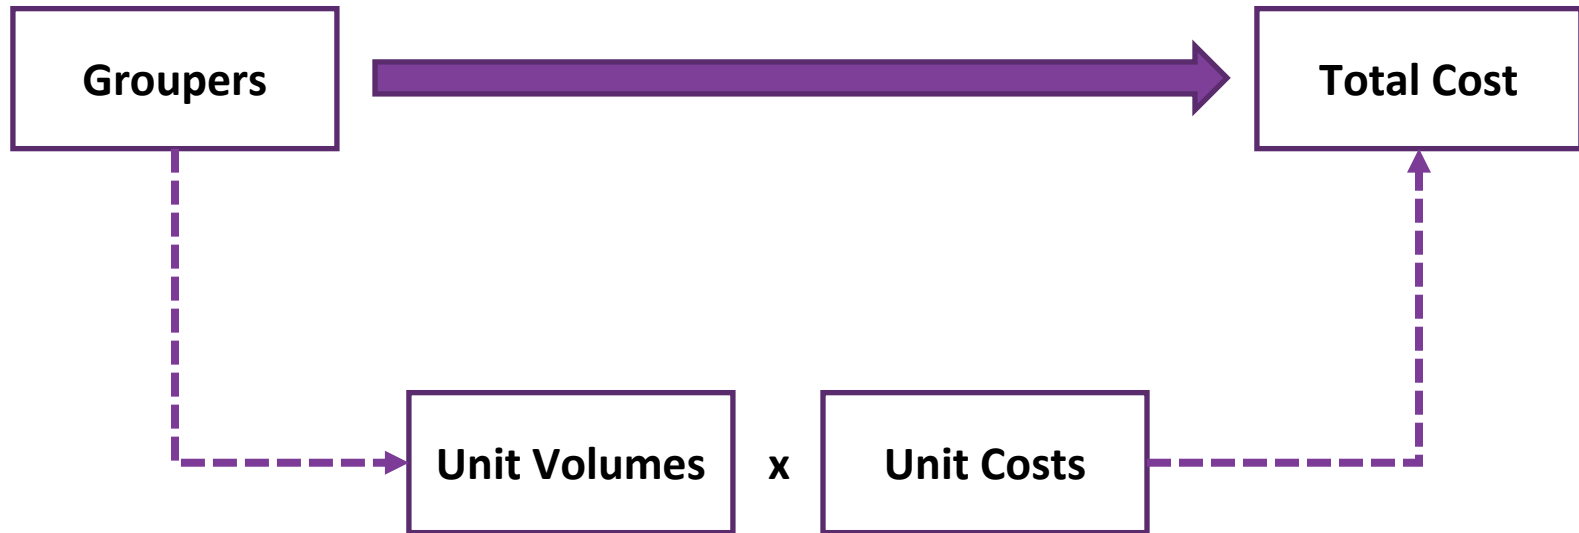 Groupers
Total Cost
Unit Volumes
x
Unit Costs